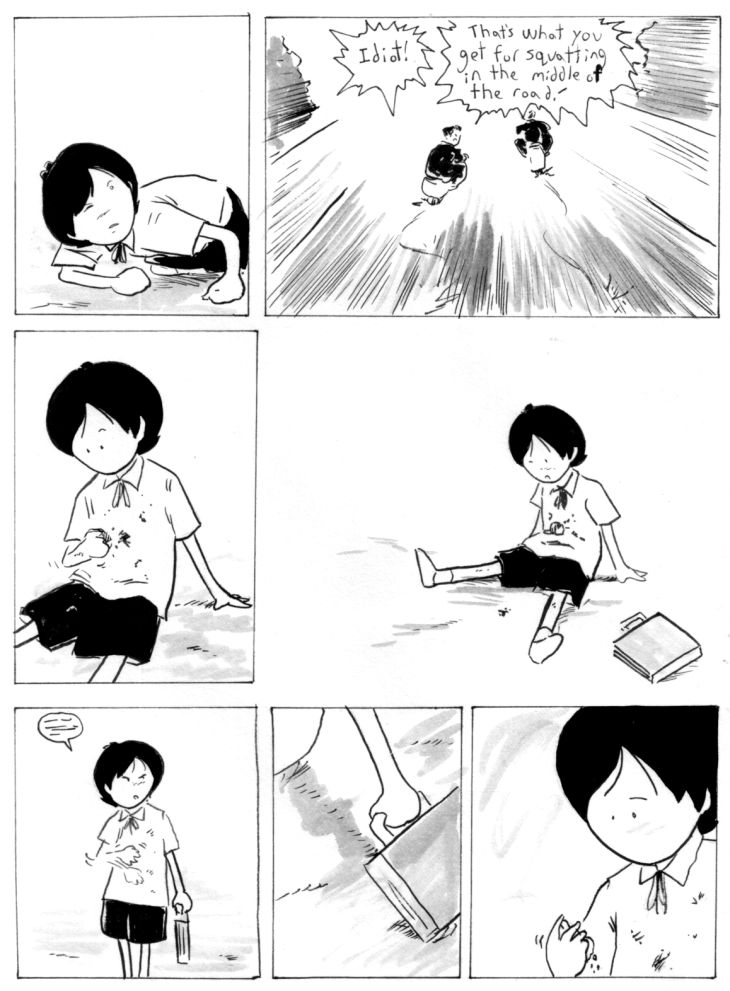 Idiot!
That's what you
get for squatting
in the middle of
the road!